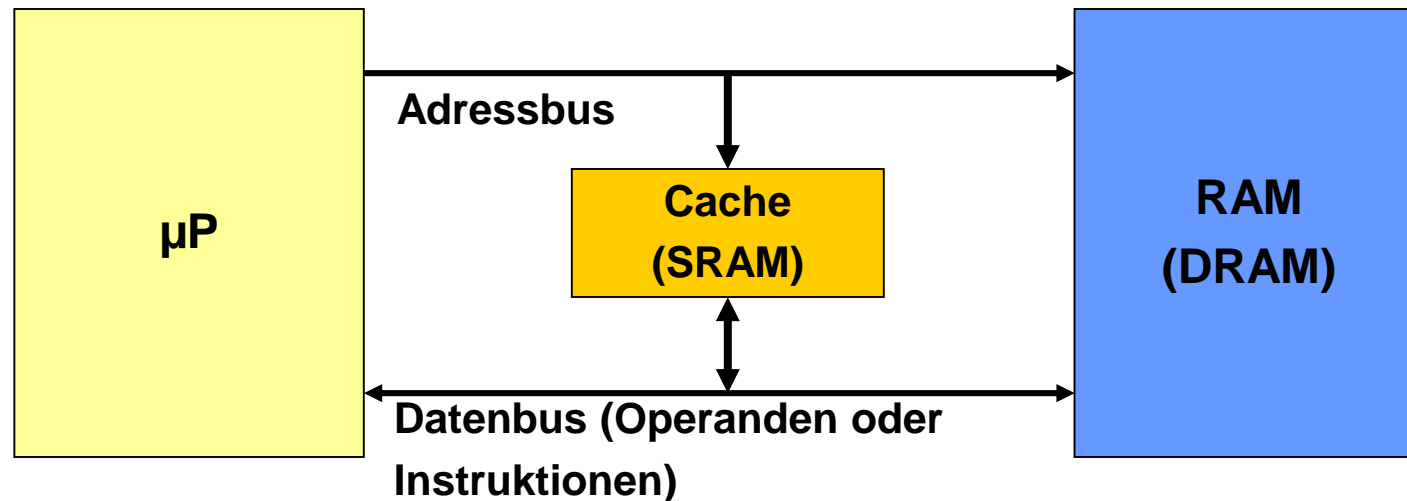 Adressbus
µP
Cache
(SRAM)
RAM
(DRAM)
Datenbus (Operanden oder
Instruktionen)